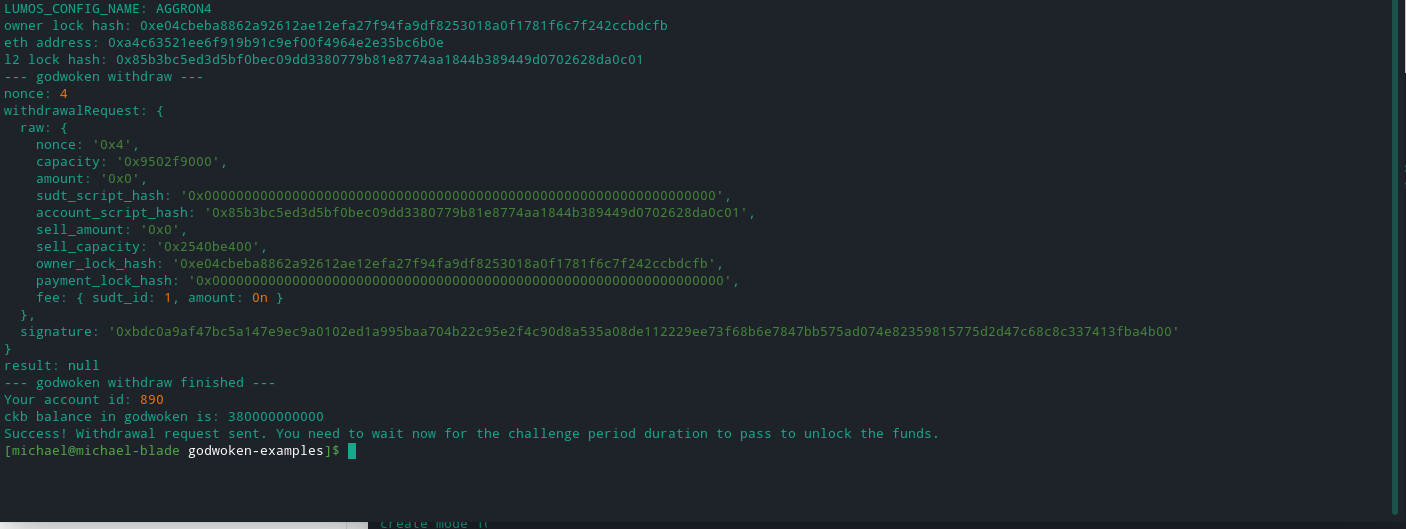 LUMOS_CONFIG_NAME: AGGRON4
owner lock hash: 0xe04cbeba8862a92612ae12efa27f94fa9df8253018a0f1781f6c7f242ccbdcfb
eth address: 0xa4c63521ee6f919b91c9ef00f4964e2e35bc6b0e
l2 lock hash: 0x85b3bc5ed3d5bf0bec09dd3380779b81e8774aa1844b389449d0702628da0c01
--- godwoken withdraw ---
nonce: 4
withdrawalRequest: {
  raw: {
    nonce: '0x4',
    capacity: '0x9502f9000',
    amount: '0x0',
    sudt_script_hash: '0x0000000000000000000000000000000000000000000000000000000000000000',
    account_script_hash: '0x85b3bc5ed3d5bf0bec09dd3380779b81e8774aa1844b389449d0702628da0c01',
    sell_amount: '0x0',
    sell_capacity: '0x2540be400',
    owner_lock_hash: '0xe04cbeba8862a92612ae12efa27f94fa9df8253018a0f1781f6c7f242ccbdcfb',
    payment_lock_hash: '0x0000000000000000000000000000000000000000000000000000000000000000',
    fee: { sudt_id: 1, amount: 0n }
  },
  signature: '0xbdc0a9af47bc5a147e9ec9a0102ed1a995baa704b22c95e2f4c90d8a535a08de112229ee73f68b6e7847bb575ad074e82359815775d2d47c68c8c337413fba4b00'
}
result: null
--- godwoken withdraw finished ---
Your account id: 890
ckb balance in godwoken is: 380000000000
Success! Withdrawal request sent. You need to wait now for the challenge period duration to pass to unlock the funds.
[michael@michael-blade godwoken-examples]$
create mode